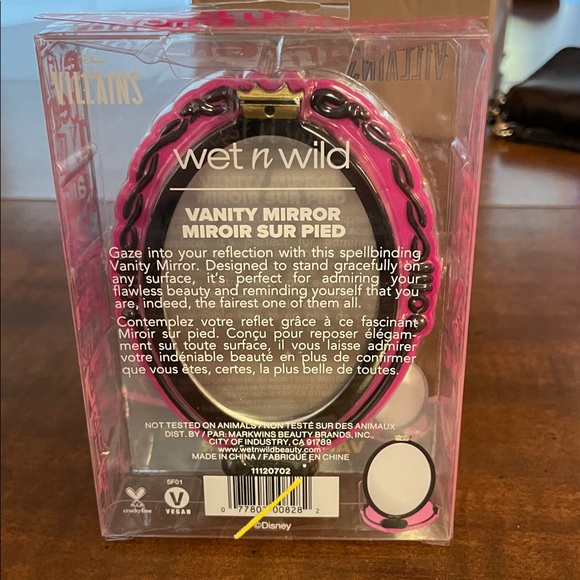 Disney
VILLAINS
VILLAINS
wet n wild
VANITY MIRROR
MIROIR SUR PIED
Gaze into your reflection with this spellbinding
Vanity Mirror. Designed to stand gracefully on
any surface, it's perfect for admiring your
flawless beauty and reminding yourself that you
are, indeed, the fairest one of them all.
Contemplez votre reflet grâce à ce fascinant
Miroir sur pied. Conçu pour reposer élégam-
ment sur toute surface, il vous laisse admirer
votre indéniable beauté en plus de confirmer
que vous êtes, certes, la plus belle de toutes.
NOT TESTED ON ANIMALS / NON TESTÉ SUR DES ANIMAUX
DIST. BY / PAR: MARKWINS BEAUTY BRANDS, INC.,
CITY OF INDUSTRY, CA 91789
www.wetnwildbeauty.com
MADE IN CHINA / FABRIQUÉ EN CHINE
11120702
5F01
cruelty-free
V
VEGAN
©Disney